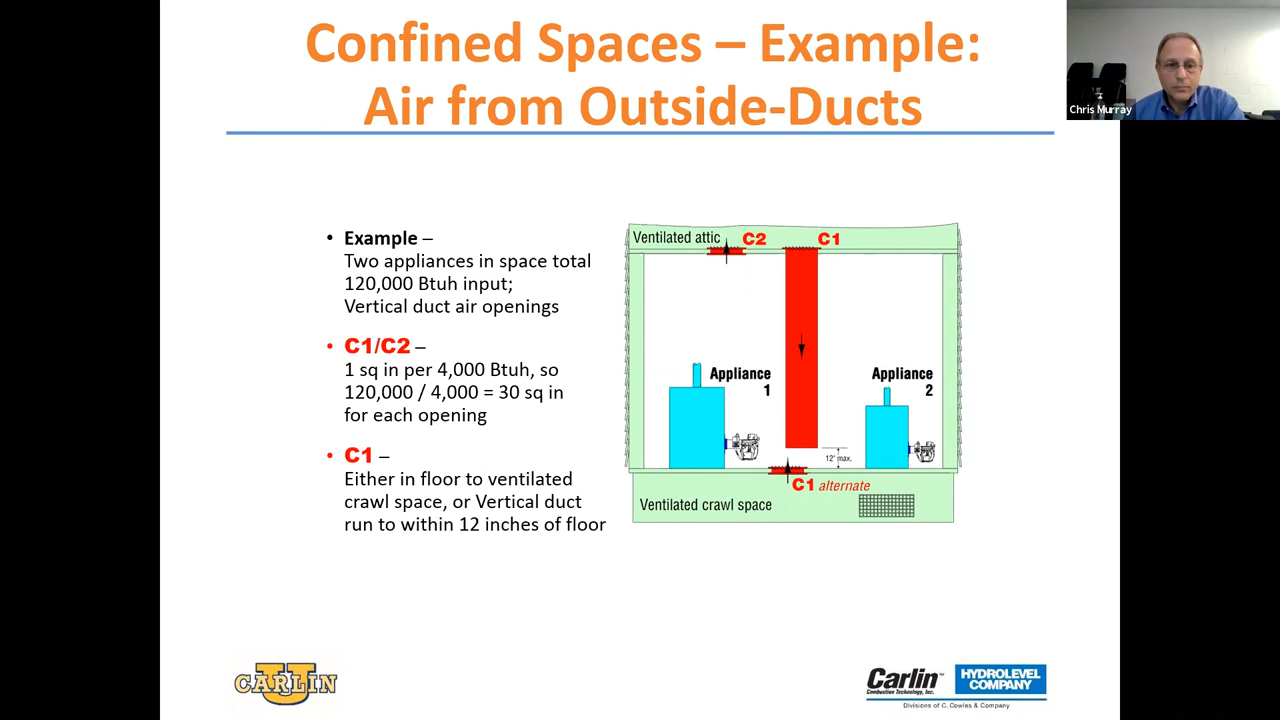 Confined Spaces – Example:
Air from Outside-Ducts
Chris Murray
• Example –
Two appliances in space total
120,000 Btuh input;
Vertical duct air openings
• C1/C2 –
1 sq in per 4,000 Btuh, so
120,000 / 4,000 = 30 sq in
for each opening
• C1 –
Either in floor to ventilated
crawl space, or Vertical duct
run to within 12 inches of floor
Ventilated attic
C2
C1
Appliance
1
Appliance
2
12" max.
C1 alternate
Ventilated crawl space
U
CARLIN
Carlin™
Combustion Technology, Inc.
HYDROLEVEL
COMPANY
Divisions of C. Cowles & Company